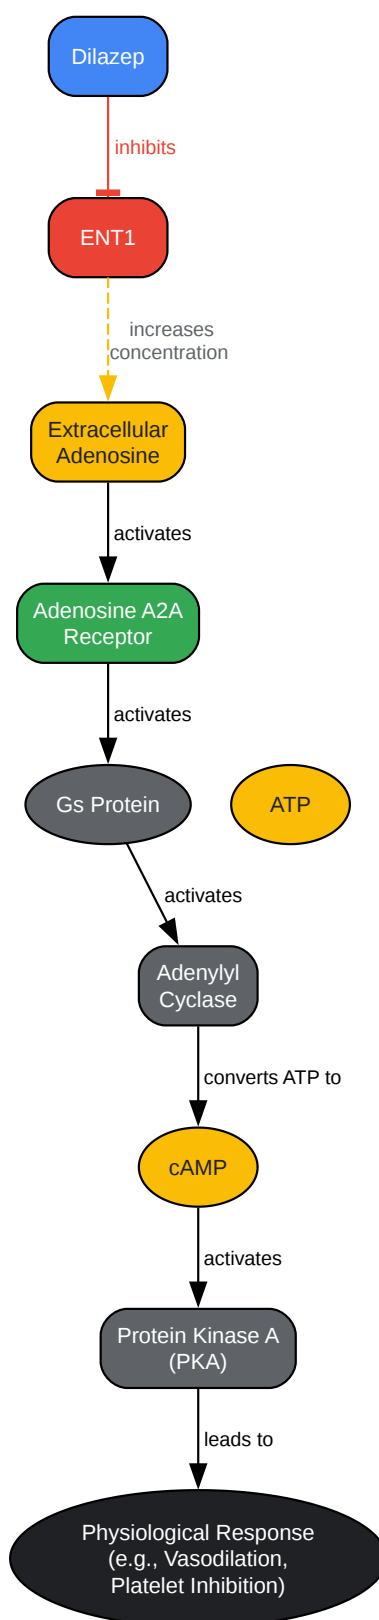 Dilazep
inhibits
ENT1
increases
concentration
Extracellular
Adenosine
activates
Adenosine A2A
Receptor
activates
Gs Protein
ATP
activates
Adenylyl
Cyclase
converts ATP to
cAMP
activates
Protein Kinase A
(PKA)
leads to
Physiological Response
(e.g., Vasodilation,
Platelet Inhibition)